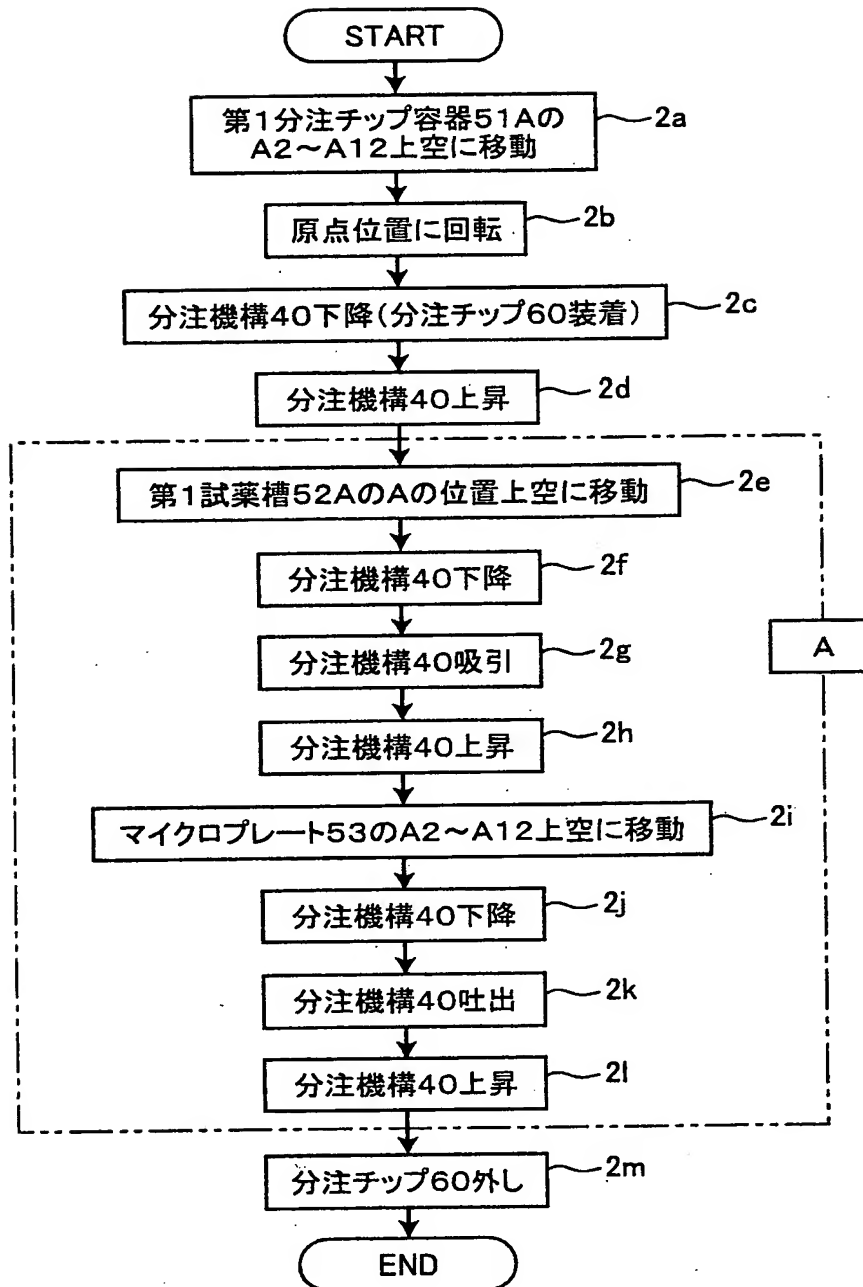 START
第1分注チップ容器51Aの
A2～A12上空に移動
2a
原点位置に回転
2b
分注機構40下降(分注チップ60装着)
2c
分注機構40上昇
2d
第1試薬槽52AのAの位置上空に移動
2e
分注機構40下降
2f
分注機構40吸引
2g
A
分注機構40上昇
2h
マイクロプレート53のA2～A12上空に移動
2i
分注機構40下降
2j
分注機構40吐出
2k
分注機構40上昇
2l
分注チップ60外し
2m
END